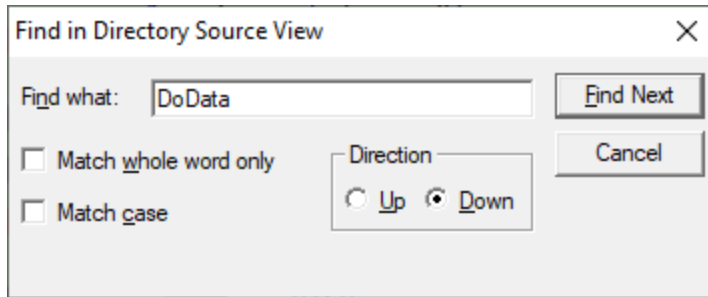 Find in Directory Source View
Find what: DoData Find Next
Match whole word only Direction Cancel
Match case Up Down